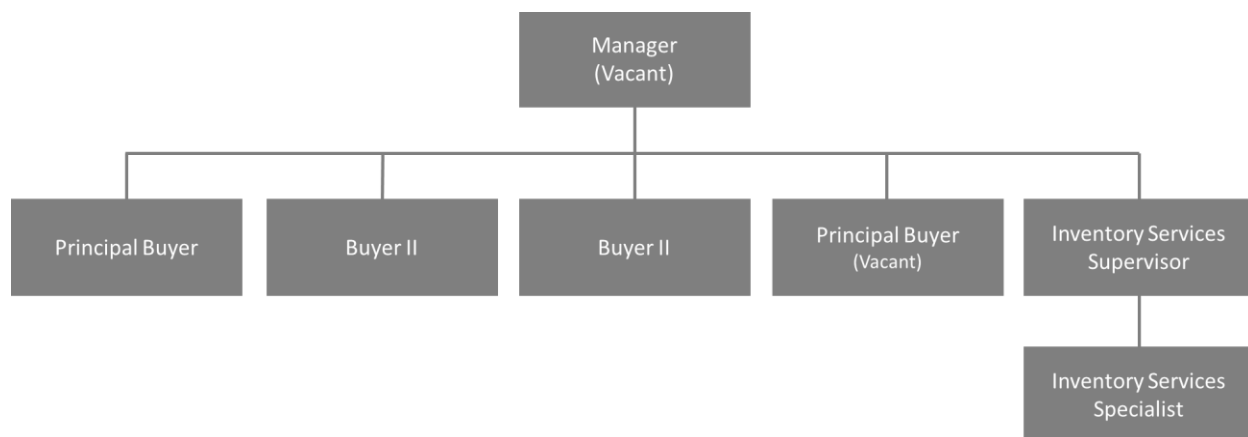 Manager
(Vacant)
Principal Buyer
Buyer II
Buyer II
Principal Buyer
(Vacant)
Inventory Services
Supervisor
Inventory Services
Specialist